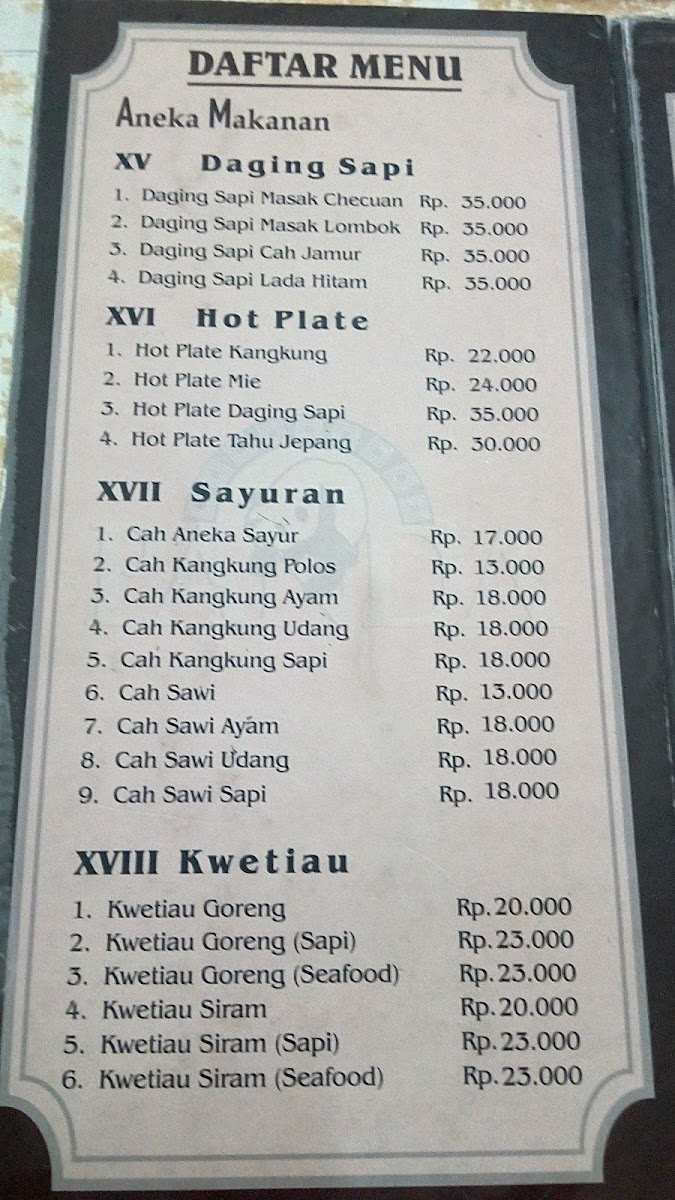 DAFTAR MENU
Aneka Makanan
XV Daging Sapi
1. Daging Sapi Masak Checuan Rp. 35.000
2. Daging Sapi Masak Lombok Rp. 35.000
3. Daging Sapi Cah Jamur Rp. 35.000
4. Daging Sapi Lada Hitam Rp. 35.000
XVI Hot Plate
1. Hot Plate Kangkung Rp. 22.000
2. Hot Plate Mie Rp. 24.000
3. Hot Plate Daging Sapi Rp. 35.000
4. Hot Plate Tahu Jepang Rp. 30.000
XVII Sayuran
1. Cah Aneka Sayur Rp. 17.000
2. Cah Kangkung Polos Rp. 13.000
3. Cah Kangkung Ayam Rp. 18.000
4. Cah Kangkung Udang Rp. 18.000
5. Cah Kangkung Sapi Rp. 18.000
6. Cah Sawi Rp. 13.000
7. Cah Sawi Ayam Rp. 18.000
8. Cah Sawi Udang Rp. 18.000
9. Cah Sawi Sapi Rp. 18.000
XVIII Kwetiau
1. Kwetiau Goreng Rp.20.000
2. Kwetiau Goreng (Sapi) Rp.23.000
3. Kwetiau Goreng (Seafood) Rp.23.000
4. Kwetiau Siram Rp.20.000
5. Kwetiau Siram (Sapi) Rp.23.000
6. Kwetiau Siram (Seafood) Rp.23.000